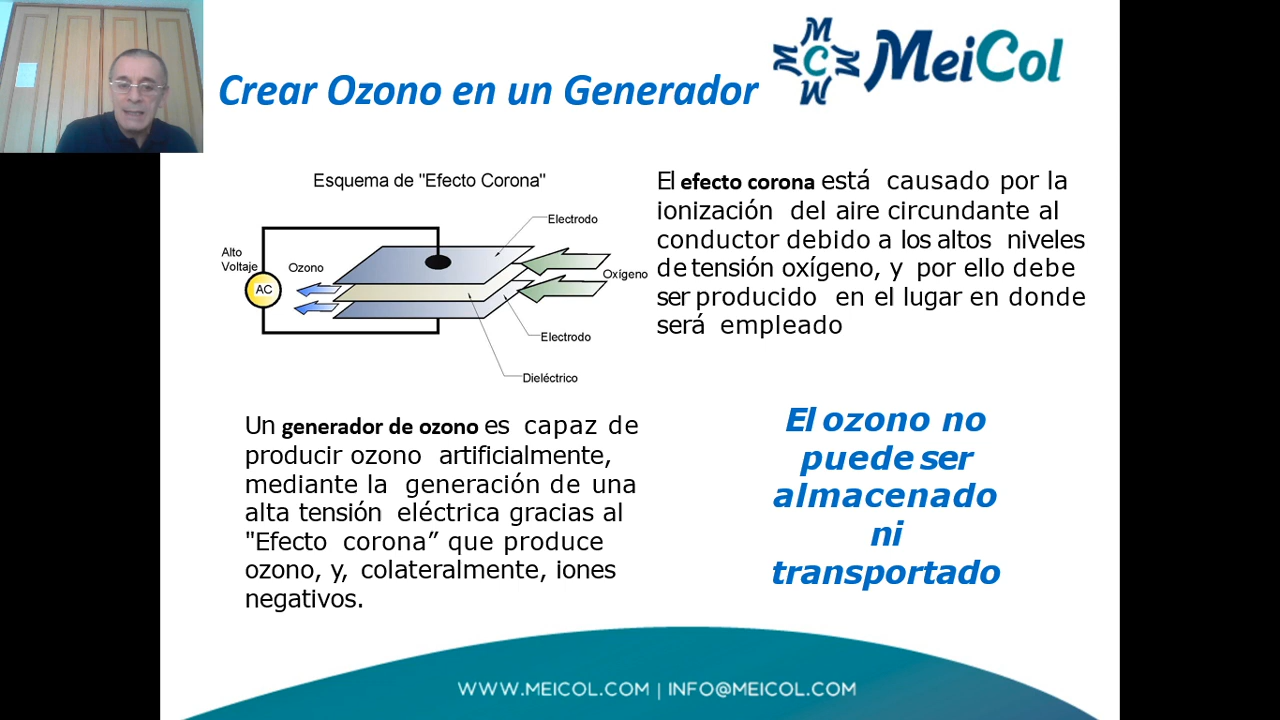 Crear Ozono en un Generador
M
M C M
M
MeiCol
Esquema de "Efecto Corona"
Electrodo
Alto
Voltaje
Ozono
Oxígeno
AC
Electrodo
Dieléctrico
El efecto corona está causado por la
ionización del aire circundante al
conductor debido a los altos niveles
de tensión oxígeno, y por ello debe
ser producido en el lugar en donde
será empleado
Un generador de ozono es capaz de
producir ozono artificialmente,
mediante la generación de una
alta tensión eléctrica gracias al
"Efecto corona” que produce
ozono, y, colateralmente, iones
negativos.
El ozono no
puede ser
almacenado
ni
transportado
WWW.MEICOL.COM | INFO@MEICOL.COM